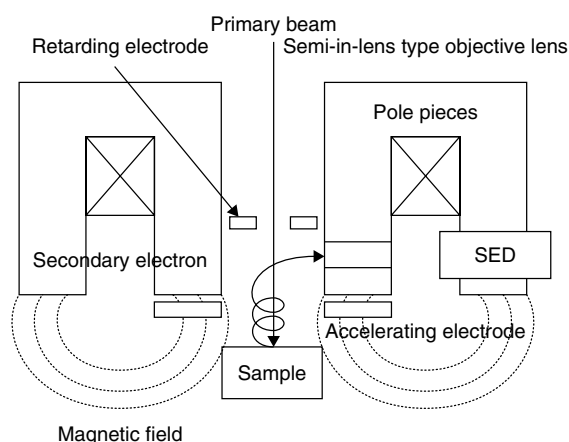 Primary beam
Retarding electrode
Semi-in-lens type objective lens
Pole pieces
Secondary electron
SED
Accelerating electrode
Sample
Magnetic field